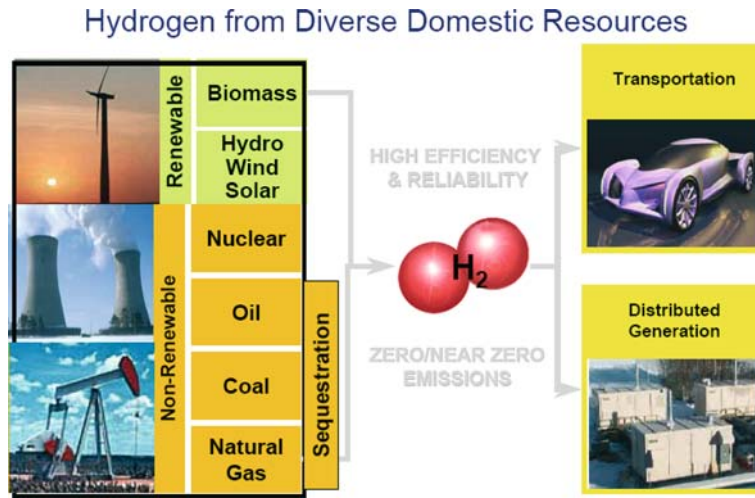 Hydrogen from Diverse Domestic Resources
Renewable
Biomass
Hydro
Wind
Solar
Non-Renewable
Nuclear
Oil
Coal
Natural
Gas
Sequestration
HIGH EFFICIENCY
& RELIABILITY
H2
ZERO/NEAR ZERO
EMISSIONS
Transportation
Distributed
Generation